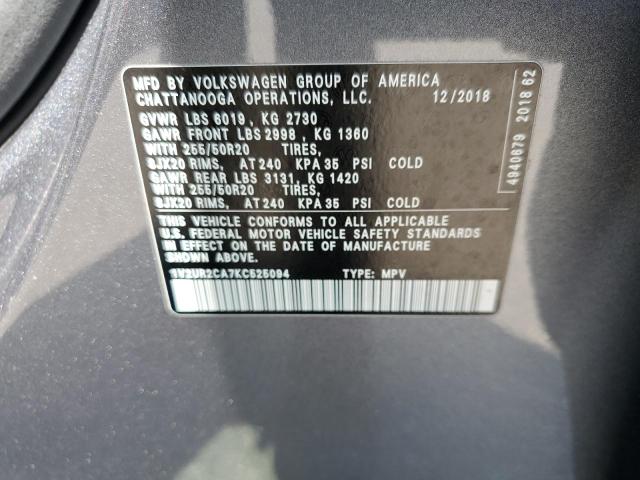 MFD BY VOLKSWAGEN GROUP OF AMERICA
CHATTANOOGA OPERATIONS, LLC. 12/2018
GVWR LBS 6019, KG 2730
GAWR FRONT LBS 2998, KG 1360
WITH 255/50R20 TIRES,
8JX20 RIMS, AT 240 KPA 35 PSI COLD
GAWR REAR LBS 3131, KG 1420
WITH 255/50R20 TIRES,
8JX20 RIMS, AT 240 KPA 35 PSI COLD
THIS VEHICLE CONFORMS TO ALL APPLICABLE
U.S. FEDERAL MOTOR VEHICLE SAFETY STANDARDS
IN EFFECT ON THE DATE OF MANUFACTURE
SHOWN ABOVE.
1V2UR2CA7KC525094 TYPE: MPV
4940679 2018 62